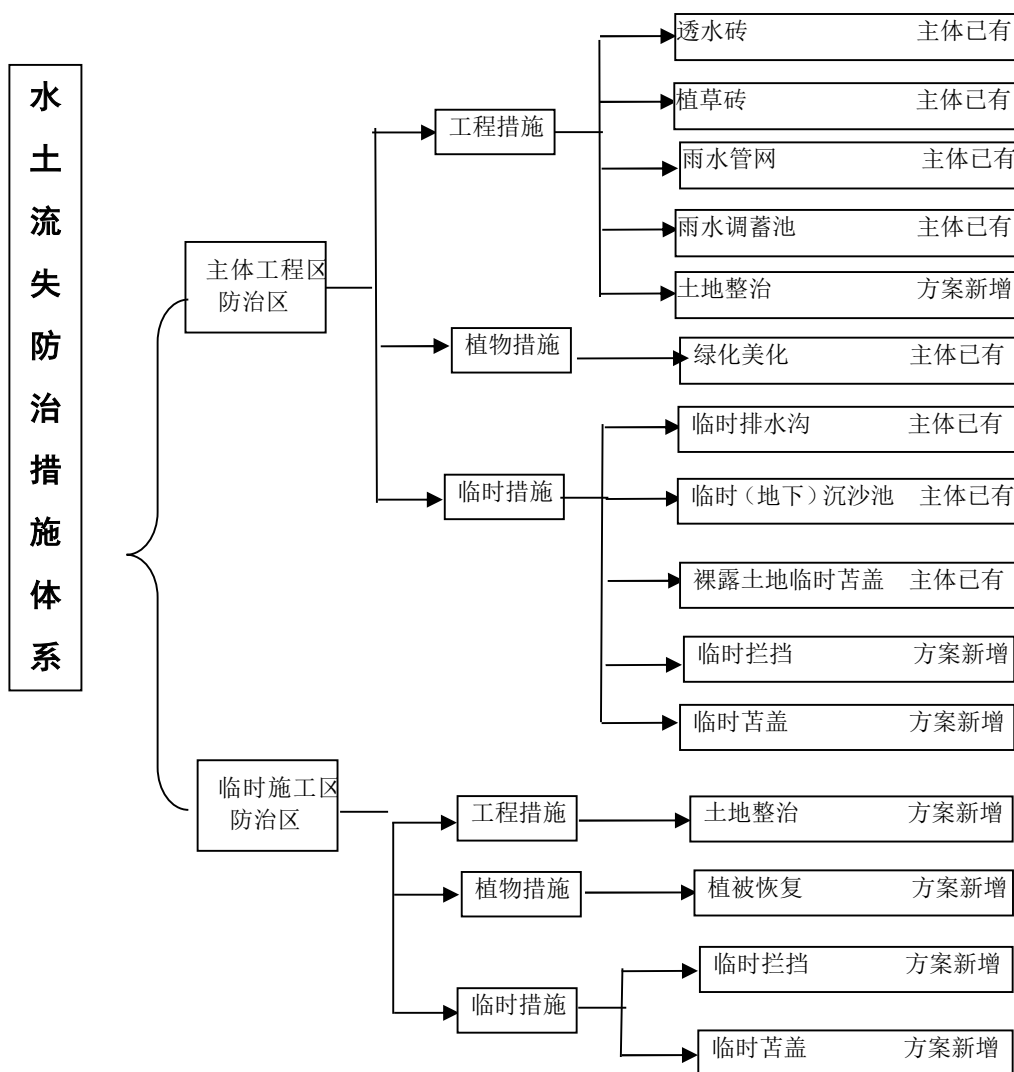 水土流失防治措施体系
主体工程区
防治区
工程措施
透水砖 主体已有
植草砖 主体已有
雨水管网 主体已有
雨水调蓄池 主体已有
土地整治 方案新增
植物措施
绿化美化 主体已有
临时措施
临时排水沟 主体已有
临时（地下）沉沙池 主体已有
裸露土地临时苫盖 主体已有
临时拦挡 方案新增
临时苫盖 方案新增
临时施工区
防治区
工程措施
土地整治 方案新增
植物措施
植被恢复 方案新增
临时措施
临时拦挡 方案新增
临时苫盖 方案新增